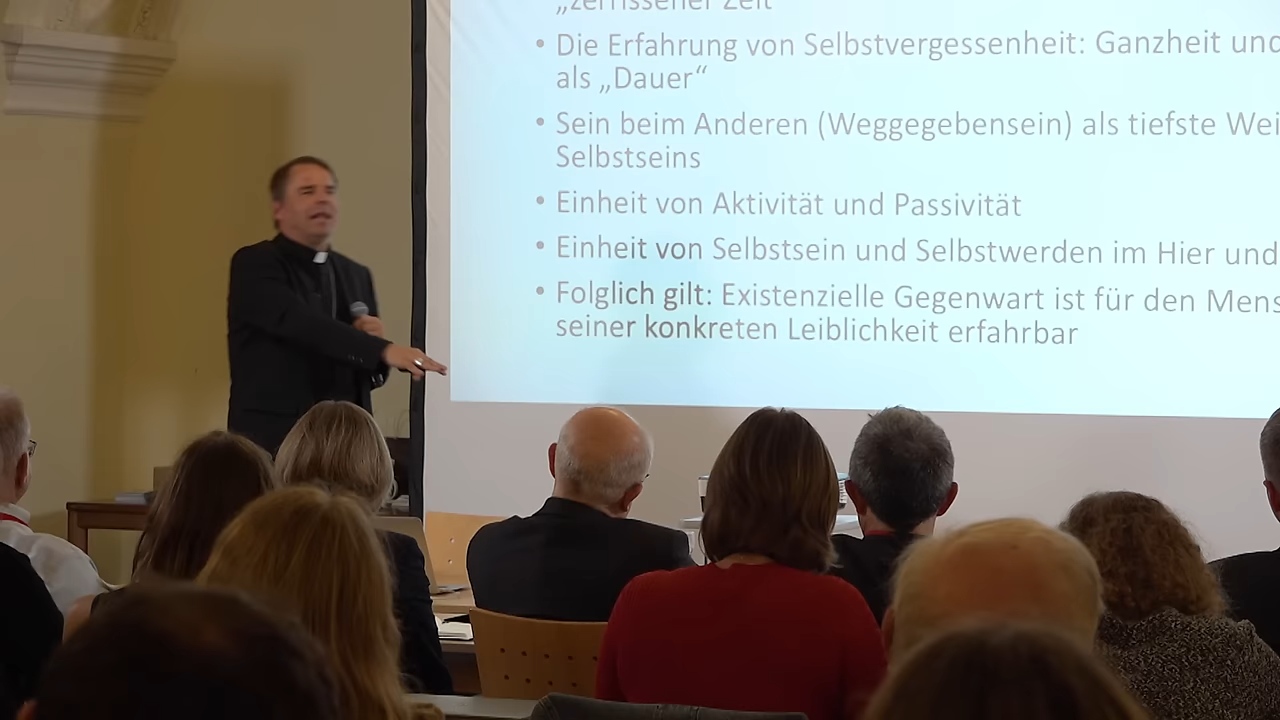 „zerrissener Zeit“
• Die Erfahrung von Selbstvergessenheit: Ganzheit und
als „Dauer“
• Sein beim Anderen (Weggegebensein) als tiefste Wei
Selbstseins
• Einheit von Aktivität und Passivität
• Einheit von Selbstsein und Selbstwerden im Hier und
• Folglich gilt: Existenzielle Gegenwart ist für den Mens
seiner konkreten Leiblichkeit erfahrbar